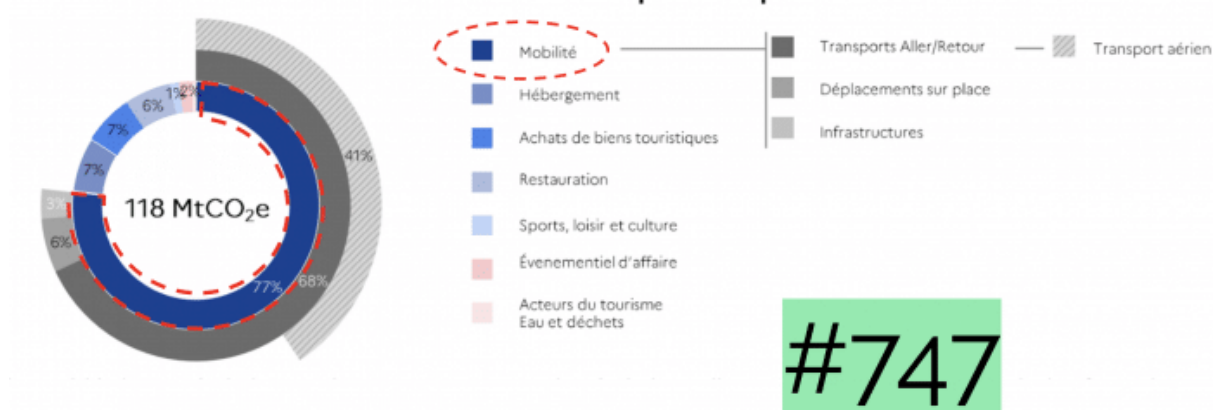 Mobilité
Transports Aller/Retour
Transport aérien
Hébergement
Déplacements sur place
Achats de biens touristiques
Infrastructures
Restauration
Sports, loisir et culture
Évenementiel d'affaire
Acteurs du tourisme
Eau et déchets
1%
2%
6%
7%
7%
41%
118 MtCO₂e
3%
6%
77%
68%
#747